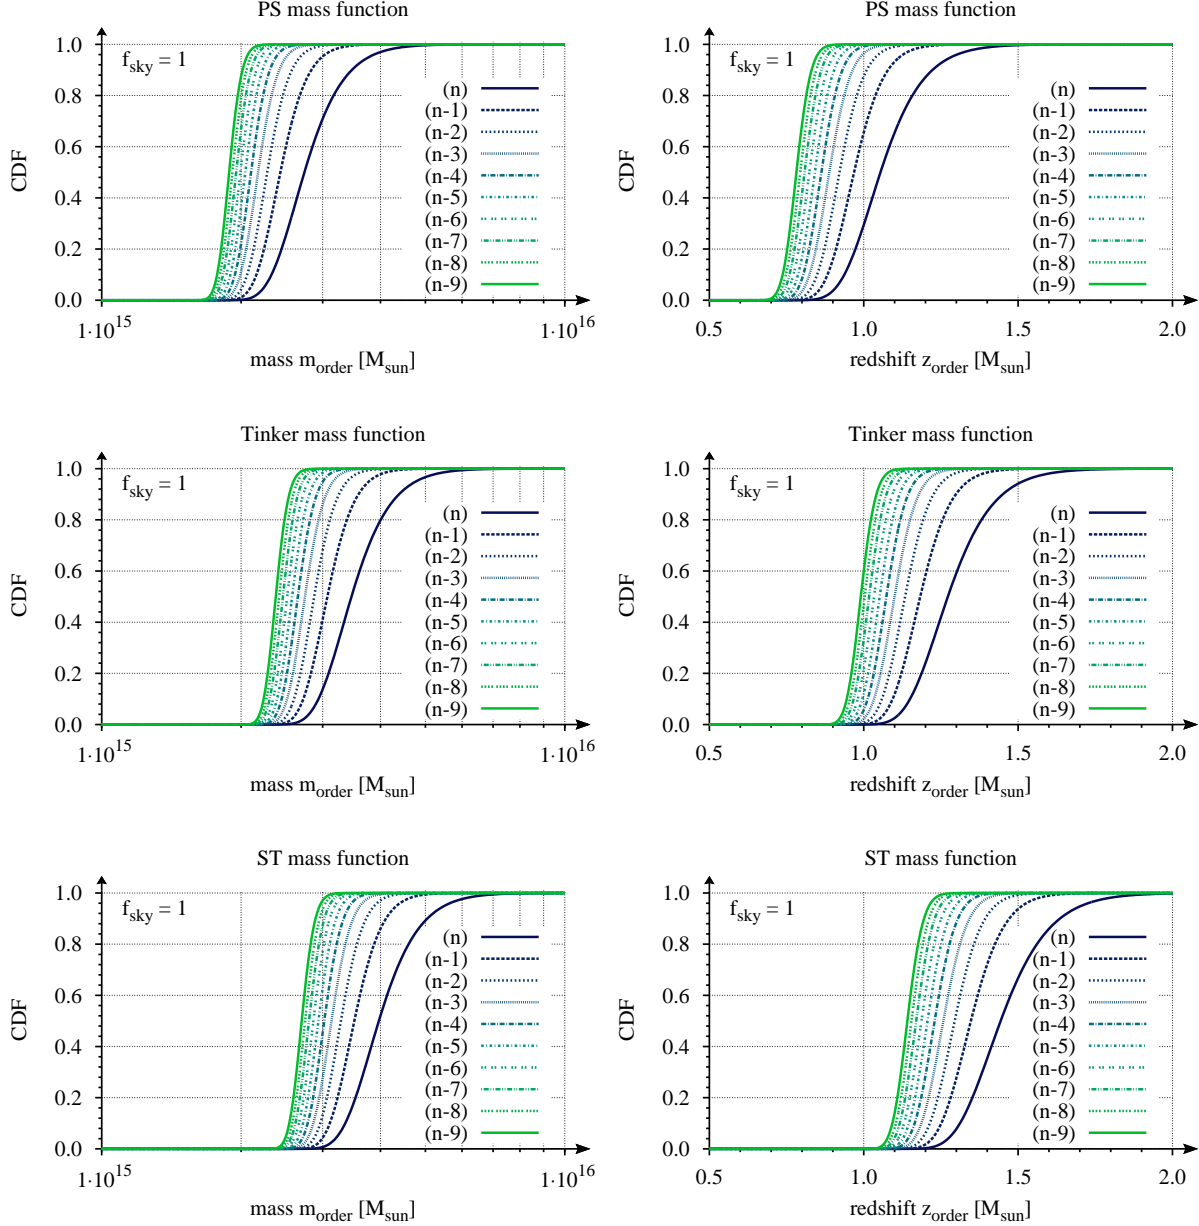 PS mass function
f_sky = 1
CDF
1.0
0.8
0.6
0.4
0.2
0.0
(n)
(n-1)
(n-2)
(n-3)
(n-4)
(n-5)
(n-6)
(n-7)
(n-8)
(n-9)
1·10^15
1·10^16
mass m_order [M_sun]
PS mass function
f_sky = 1
CDF
1.0
0.8
0.6
0.4
0.2
0.0
(n)
(n-1)
(n-2)
(n-3)
(n-4)
(n-5)
(n-6)
(n-7)
(n-8)
(n-9)
0.5
1.0
1.5
2.0
redshift z_order [M_sun]
Tinker mass function
f_sky = 1
CDF
1.0
0.8
0.6
0.4
0.2
0.0
(n)
(n-1)
(n-2)
(n-3)
(n-4)
(n-5)
(n-6)
(n-7)
(n-8)
(n-9)
1·10^15
1·10^16
mass m_order [M_sun]
Tinker mass function
f_sky = 1
CDF
1.0
0.8
0.6
0.4
0.2
0.0
(n)
(n-1)
(n-2)
(n-3)
(n-4)
(n-5)
(n-6)
(n-7)
(n-8)
(n-9)
0.5
1.0
1.5
2.0
redshift z_order [M_sun]
ST mass function
f_sky = 1
CDF
1.0
0.8
0.6
0.4
0.2
0.0
(n)
(n-1)
(n-2)
(n-3)
(n-4)
(n-5)
(n-6)
(n-7)
(n-8)
(n-9)
1·10^15
1·10^16
mass m_order [M_sun]
ST mass function
f_sky = 1
CDF
1.0
0.8
0.6
0.4
0.2
0.0
(n)
(n-1)
(n-2)
(n-3)
(n-4)
(n-5)
(n-6)
(n-7)
(n-8)
(n-9)
0.5
1.0
1.5
2.0
redshift z_order [M_sun]